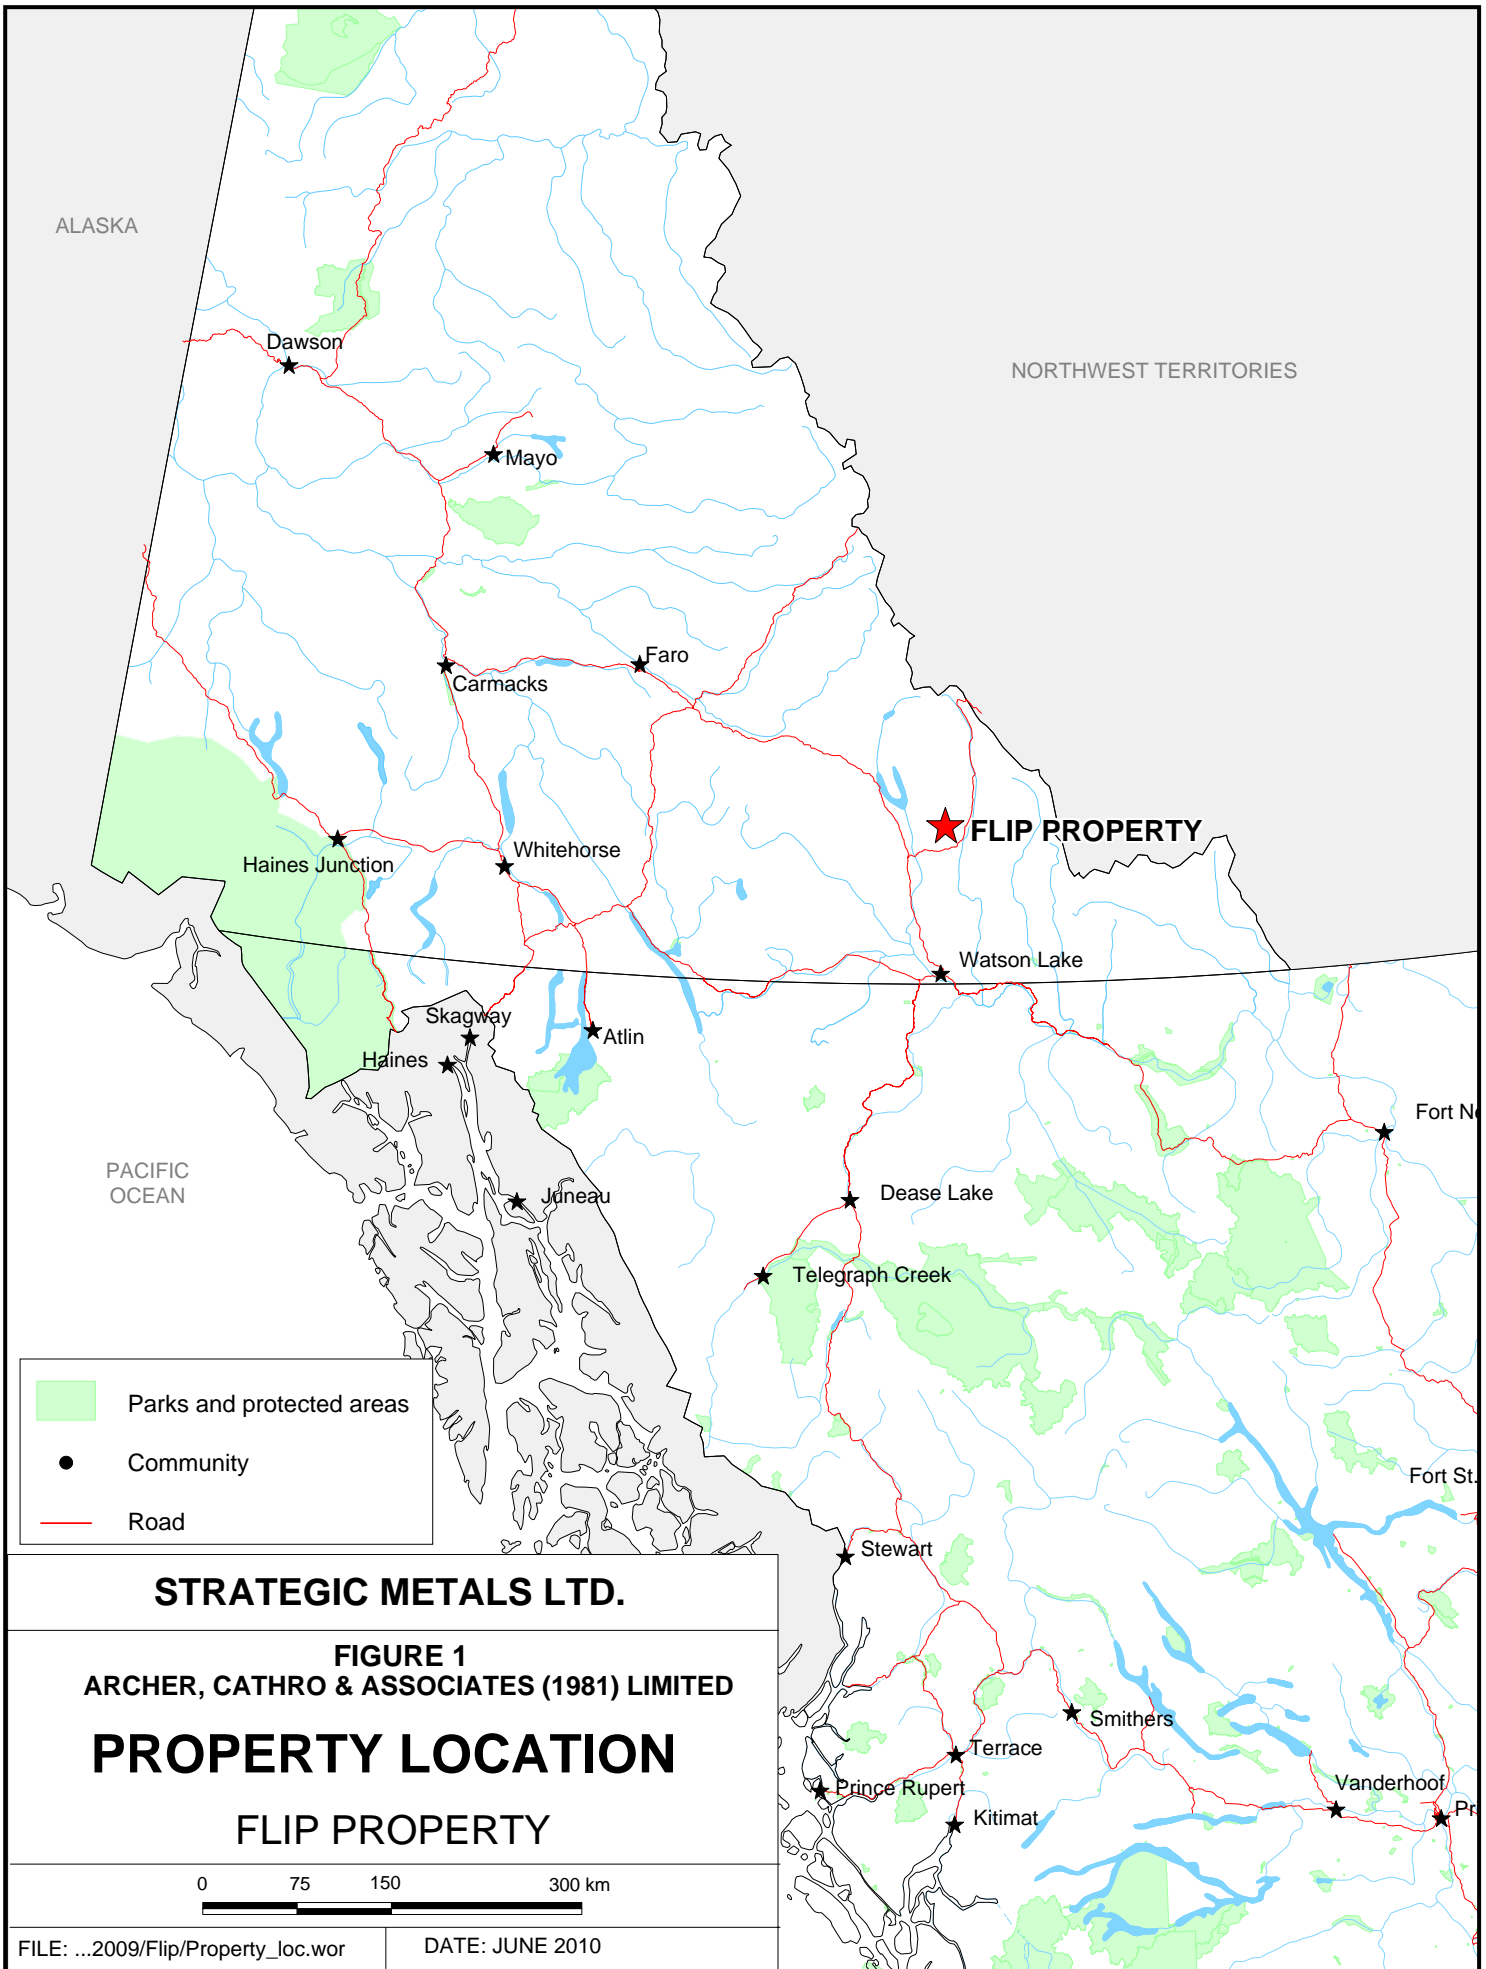 ALASKA
NORTHWEST TERRITORIES
Dawson
Mayo
Faro
Carmacks
FLIP PROPERTY
Whitehorse
Haines Junction
Watson Lake
Skagway
Atlin
Haines
Fort
PACIFIC
OCEAN
Juneau
Dease Lake
Telegraph Creek
Parks and protected areas
Community
Road
Fort St.
Stewart
STRATEGIC METALS LTD.
FIGURE 1
ARCHER, CATHRO & ASSOCIATES (1981) LIMITED
PROPERTY LOCATION
FLIP PROPERTY
Smithers
Terrace
Prince Rupert
Vanderhoof
Pr
Kitimat
0 75 150 300 km
FILE: ...2009/Flip/Property_loc.wor
DATE: JUNE 2010